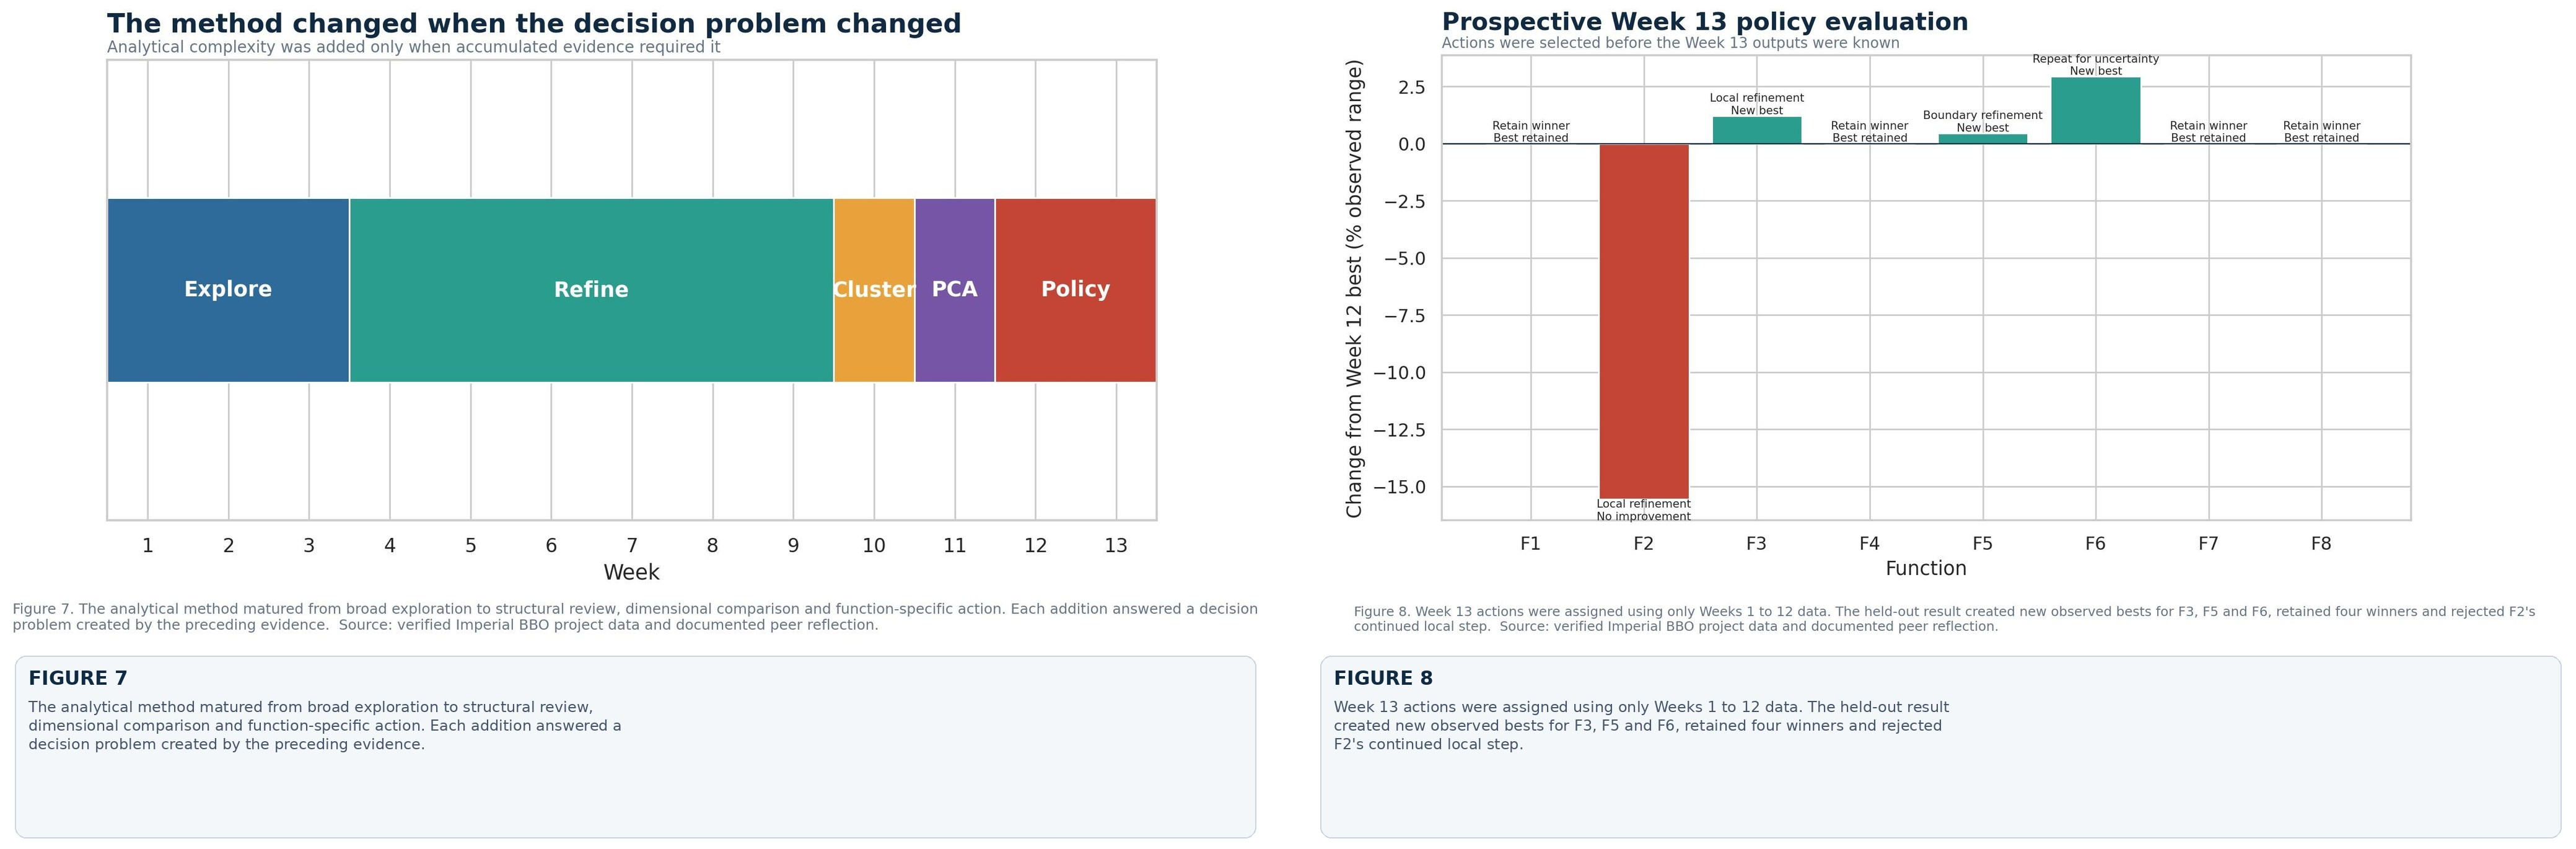 The method changed when the decision problem changed
Analytical complexity was added only when accumulated evidence required it
Explore
Refine
Cluster
PCA
Policy
1 2 3 4 5 6 7 8 9 10 11 12 13
Week
Figure 7. The analytical method matured from broad exploration to structural review, dimensional comparison and function-specific action. Each addition answered a decision
problem created by the preceding evidence.  Source: verified Imperial BBO project data and documented peer reflection.
FIGURE 7
The analytical method matured from broad exploration to structural review,
dimensional comparison and function-specific action. Each addition answered a
decision problem created by the preceding evidence.
Prospective Week 13 policy evaluation
Actions were selected before the Week 13 outputs were known
Change from Week 12 best (% observed range)
2.5
0.0
−2.5
−5.0
−7.5
−10.0
−12.5
−15.0
Retain winner
Best retained
Local refinement
No improvement
Local refinement
New best
Retain winner
Best retained
Boundary refinement
New best
Repeat for uncertainty
New best
Retain winner
Best retained
Retain winner
Best retained
F1 F2 F3 F4 F5 F6 F7 F8
Function
Figure 8. Week 13 actions were assigned using only Weeks 1 to 12 data. The held-out result created new observed bests for F3, F5 and F6, retained four winners and rejected F2's
continued local step.  Source: verified Imperial BBO project data and documented peer reflection.
FIGURE 8
Week 13 actions were assigned using only Weeks 1 to 12 data. The held-out result
created new observed bests for F3, F5 and F6, retained four winners and rejected
F2's continued local step.